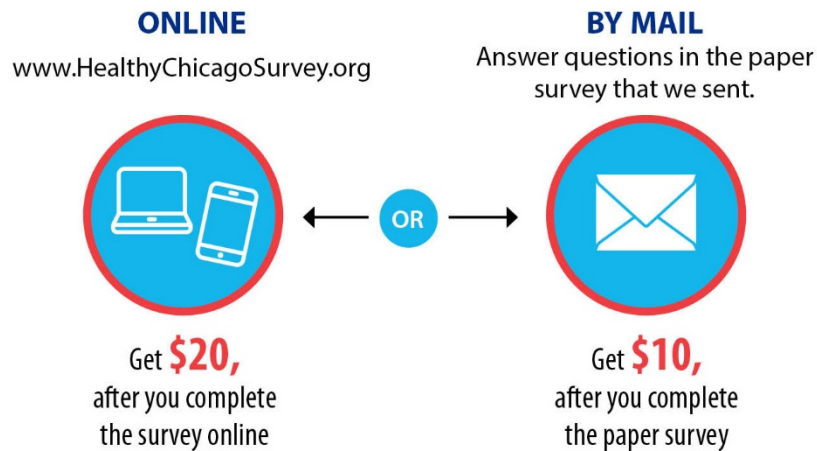 ONLINE
www.HealthyChicagoSurvey.org
Get $20,
after you complete
the survey online
OR
BY MAIL
Answer questions in the paper
survey that we sent.
Get $10,
after you complete
the paper survey